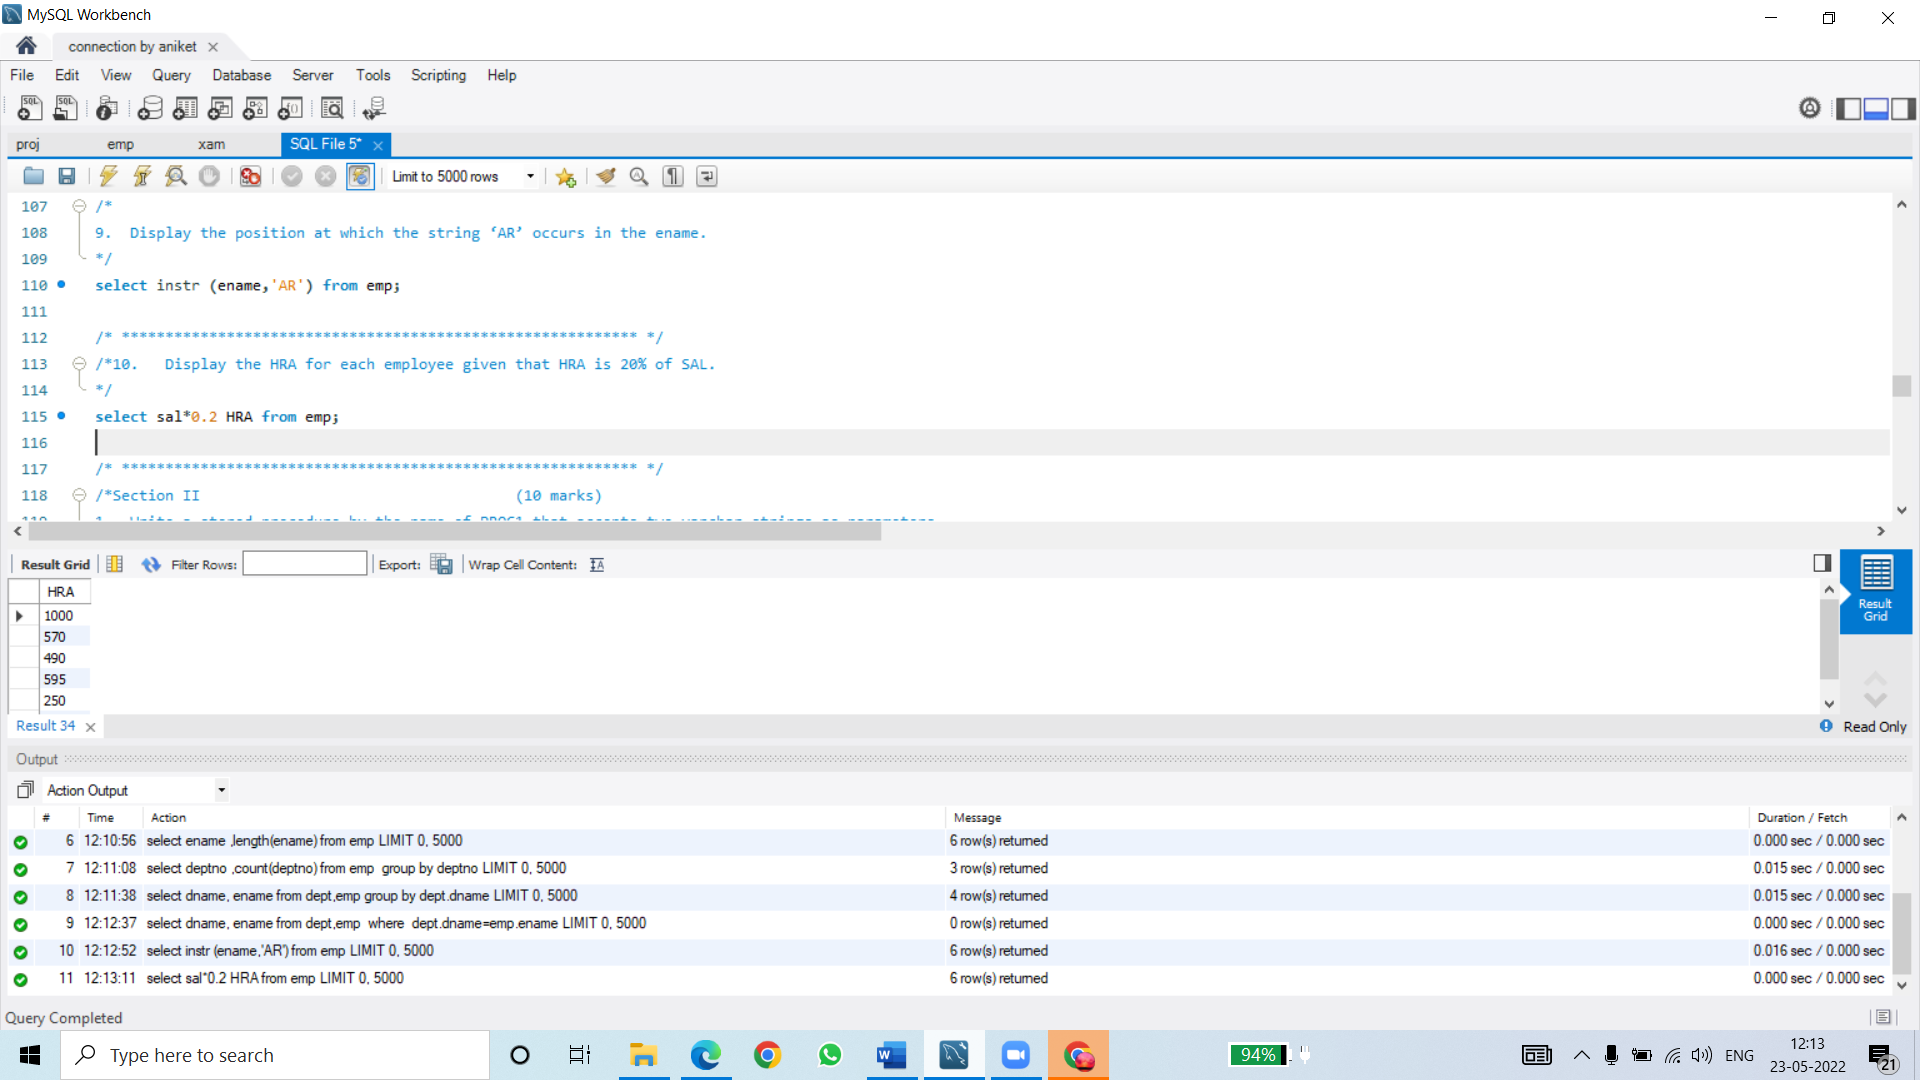 MySQL Workbench
connection by aniket
File Edit View Query Database Server Tools Scripting Help
proj emp xam SQL File 5*
Limit to 5000 rows
107 /*
108 9. Display the position at which the string ‘AR’ occurs in the ename.
109 */
110 select instr (ename,'AR') from emp;
111
112 /* *********************************************************** */
113 /*10. Display the HRA for each employee given that HRA is 20% of SAL.
114 */
115 select sal*0.2 HRA from emp;
116
117 /* *********************************************************** */
118 /*Section II (10 marks)
Result Grid Filter Rows: Export: Wrap Cell Content:
HRA
1000
570
490
595
250
Result Grid
Result 34 Read Only
Output
Action Output
# Time Action Message Duration / Fetch
6 12:10:56 select ename ,length(ename) from emp LIMIT 0, 5000 6 row(s) returned 0.000 sec / 0.000 sec
7 12:11:08 select deptno ,count(deptno) from emp group by deptno LIMIT 0, 5000 3 row(s) returned 0.015 sec / 0.000 sec
8 12:11:38 select dname, ename from dept,emp group by dept.dname LIMIT 0, 5000 4 row(s) returned 0.015 sec / 0.000 sec
9 12:12:37 select dname, ename from dept,emp where dept.dname=emp.ename LIMIT 0, 5000 0 row(s) returned 0.000 sec / 0.000 sec
10 12:12:52 select instr (ename,'AR') from emp LIMIT 0, 5000 6 row(s) returned 0.016 sec / 0.000 sec
11 12:13:11 select sal*0.2 HRA from emp LIMIT 0, 5000 6 row(s) returned 0.000 sec / 0.000 sec
Query Completed
Type here to search
94%
ENG
12:13
23-05-2022
21